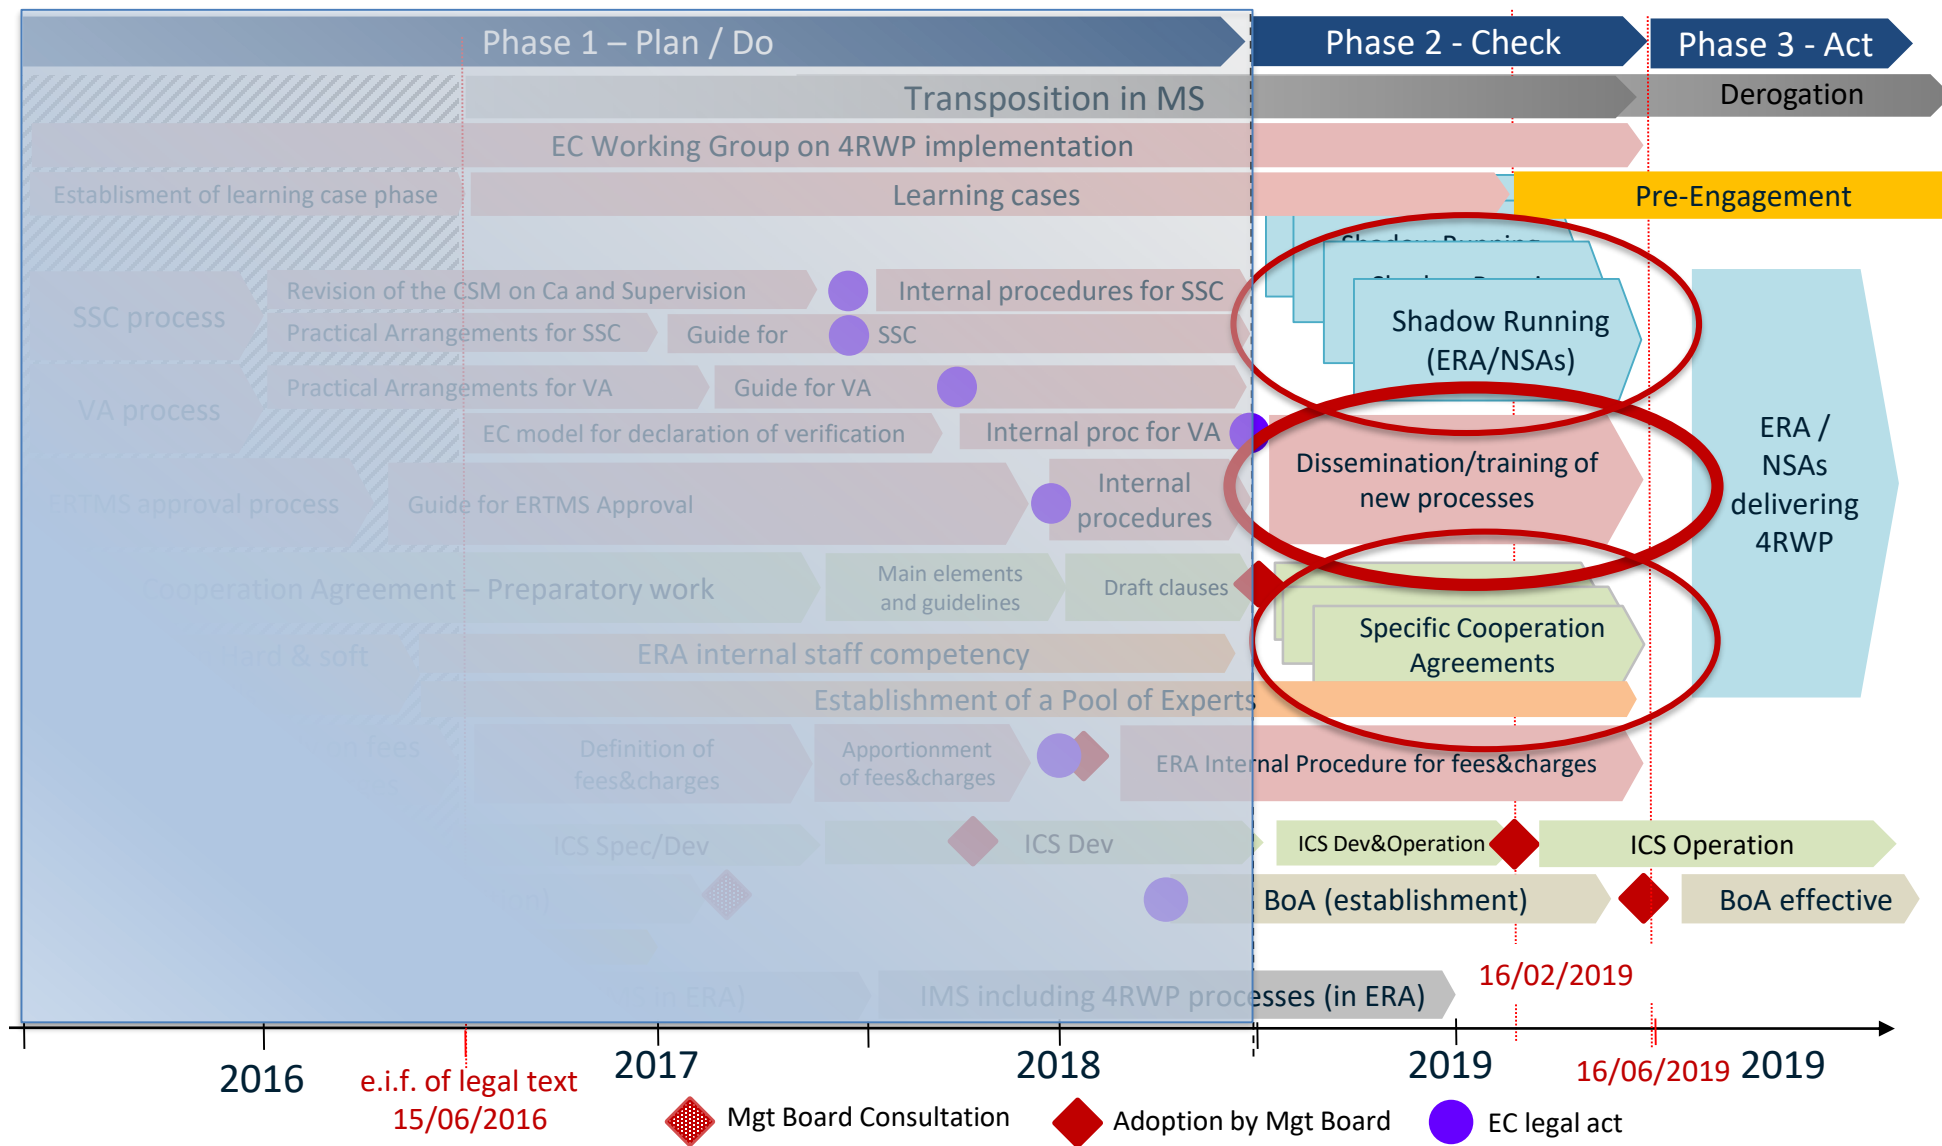 Phase 1 – Plan / Do
Phase 2 - Check
Phase 3 - Act
Transposition in MS
Derogation
EC Working Group on 4RWP implementation
Establisment of learning case phase
Learning cases
Pre-Engagement
Shadow Running
SSC process
Revision of the CSM on Ca and Supervision
Internal procedures for SSC
Practical Arrangements for SSC
Guide for SSC
Shadow Running
(ERA/NSAs)
VA process
Practical Arrangements for VA
Guide for VA
EC model for declaration of verification
Internal proc for VA
ERTMS approval process
Guide for ERTMS Approval
Internal
procedures
Dissemination/training of
new processes
ERA /
NSAs
delivering
4RWP
Cooperation Agreement – Preparatory work
Main elements
and guidelines
Draft clauses
Specific Cooperation
Agreements
Hard & soft
ERA internal staff competency
Establishment of a Pool of Experts
on fees
Definition of
fees&charges
Apportionment
of fees&charges
ERA Internal Procedure for fees&charges
ICS Spec/Dev
ICS Dev
ICS Dev&Operation
ICS Operation
BoA (establishment)
BoA effective
16/02/2019
in ERA)
IMS including 4RWP processes (in ERA)
2016
e.i.f. of legal text
15/06/2016
2017
2018
2019
16/06/2019
2019
Mgt Board Consultation
Adoption by Mgt Board
EC legal act